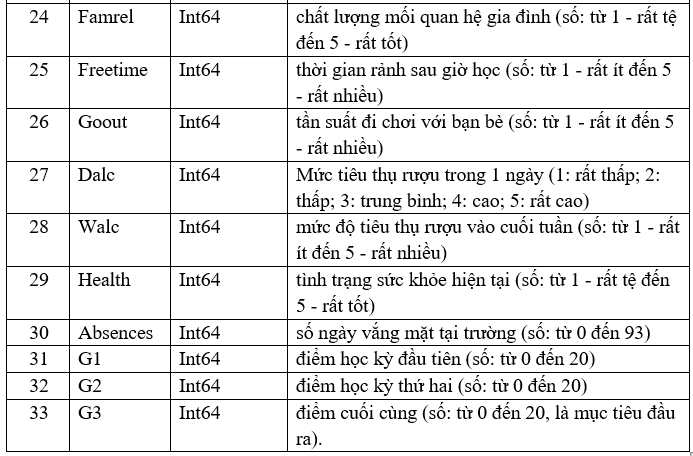 24 Famrel Int64 chất lượng mối quan hệ gia đình (số: từ 1 - rất tệ
đến 5 - rất tốt)
25 Freetime Int64 thời gian rảnh sau giờ học (số: từ 1 - rất ít đến 5
- rất nhiều)
26 Goout Int64 tần suất đi chơi với bạn bè (số: từ 1 - rất ít đến 5
- rất nhiều)
27 Dalc Int64 Mức tiêu thụ rượu trong 1 ngày (1: rất thấp; 2:
thấp; 3: trung bình; 4: cao; 5: rất cao)
28 Walc Int64 mức độ tiêu thụ rượu vào cuối tuần (số: từ 1 - rất
ít đến 5 - rất nhiều)
29 Health Int64 tình trạng sức khỏe hiện tại (số: từ 1 - rất tệ đến
5 - rất tốt)
30 Absences Int64 số ngày vắng mặt tại trường (số: từ 0 đến 93)
31 G1 Int64 điểm học kỳ đầu tiên (số: từ 0 đến 20)
32 G2 Int64 điểm học kỳ thứ hai (số: từ 0 đến 20)
33 G3 Int64 điểm cuối cùng (số: từ 0 đến 20, là mục tiêu đầu
ra).